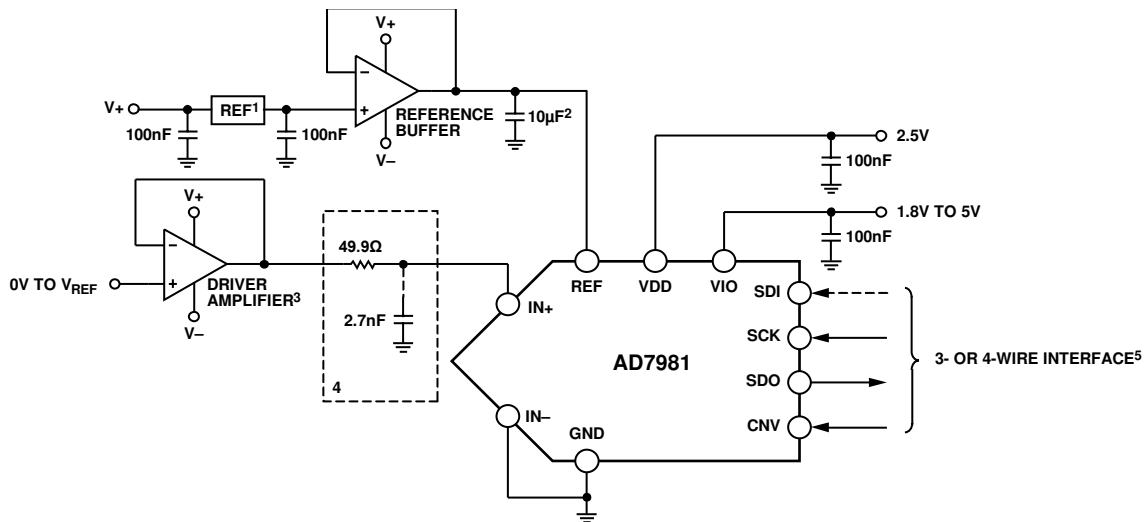 V+
V+
REF1
100nF
100nF
REFERENCE
BUFFER
V–
10µF2
2.5V
100nF
1.8V TO 5V
100nF
V+
0V TO VREF
DRIVER
AMPLIFIER3
V–
49.9Ω
2.7nF
4
REF
VDD
VIO
IN+
IN–
GND
AD7981
SDI
SCK
SDO
CNV
3- OR 4-WIRE INTERFACE5